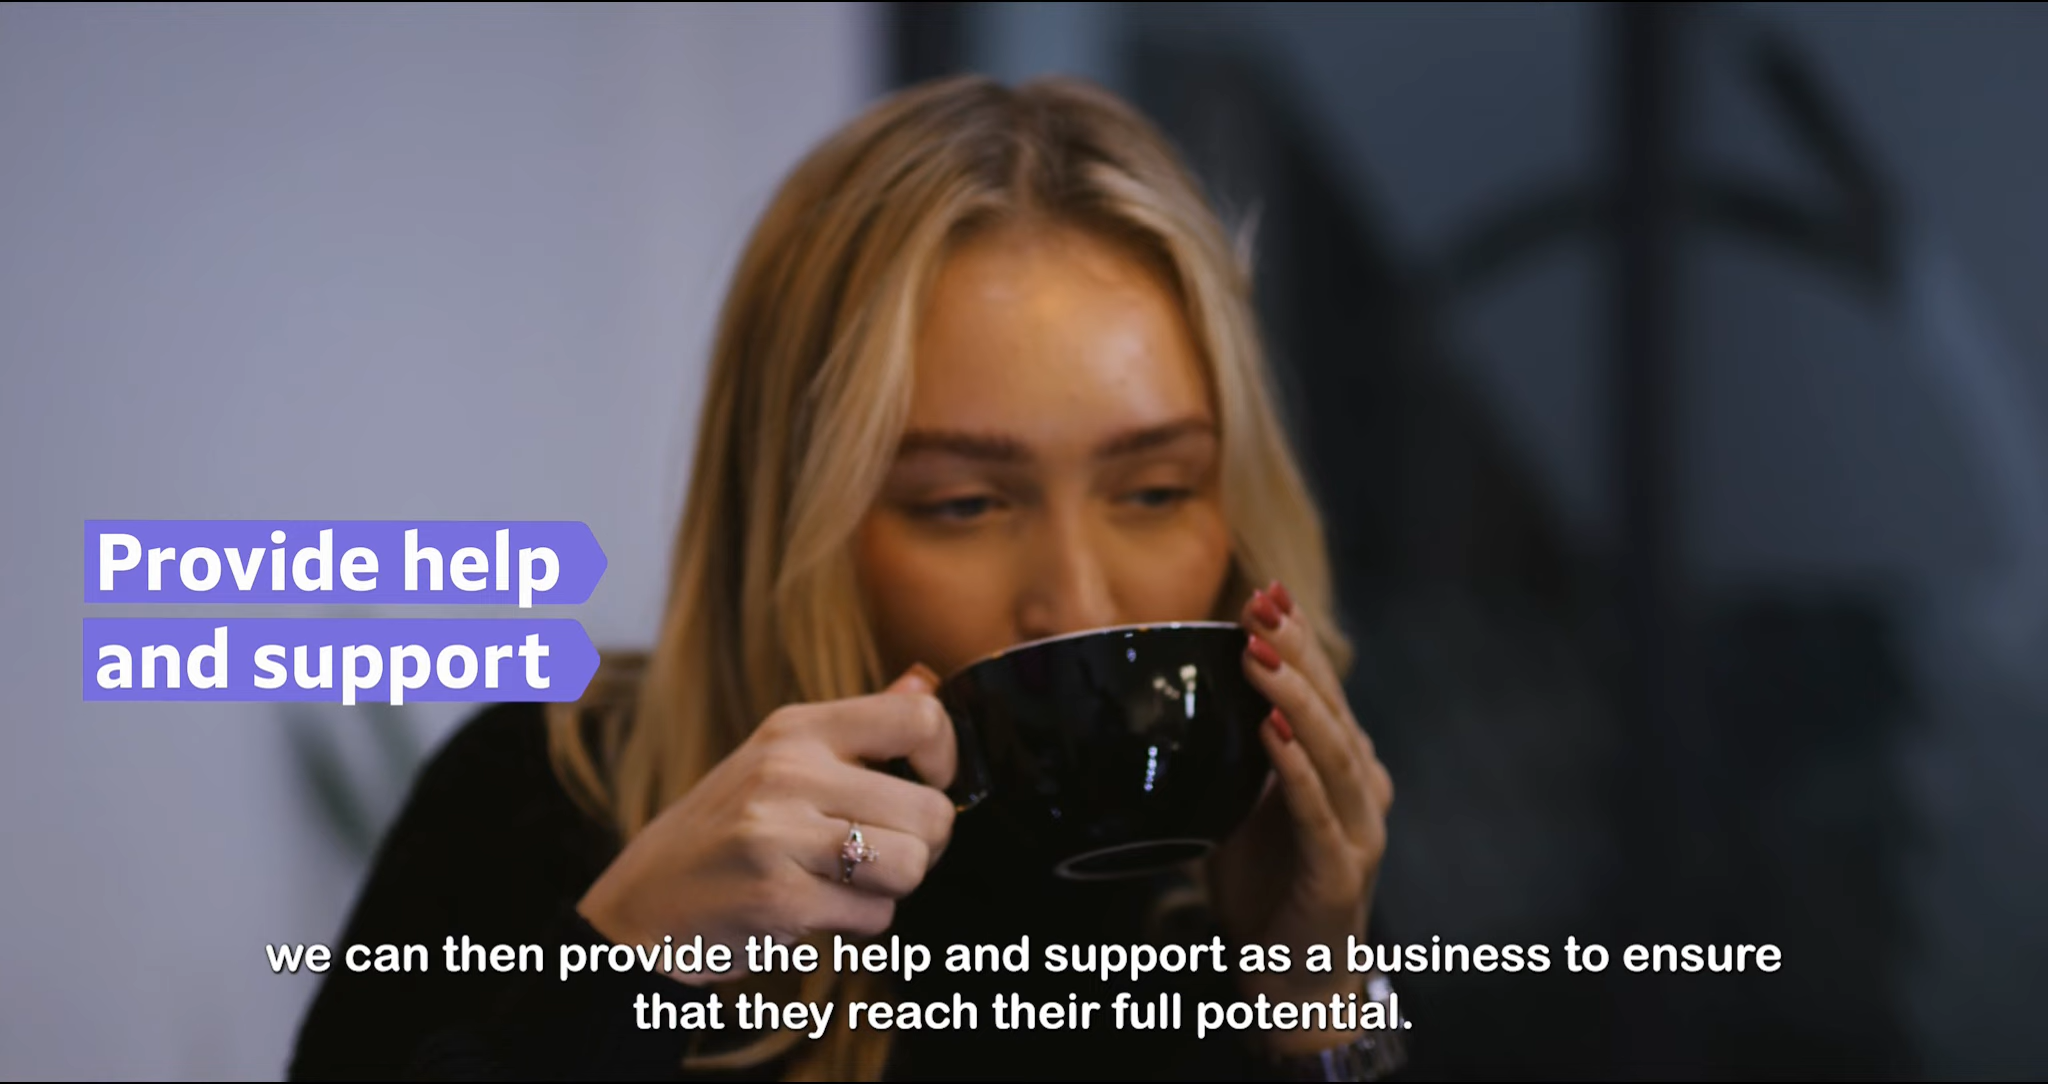 Provide help
and support
we can then provide the help and support as a business to ensure
that they reach their full potential.